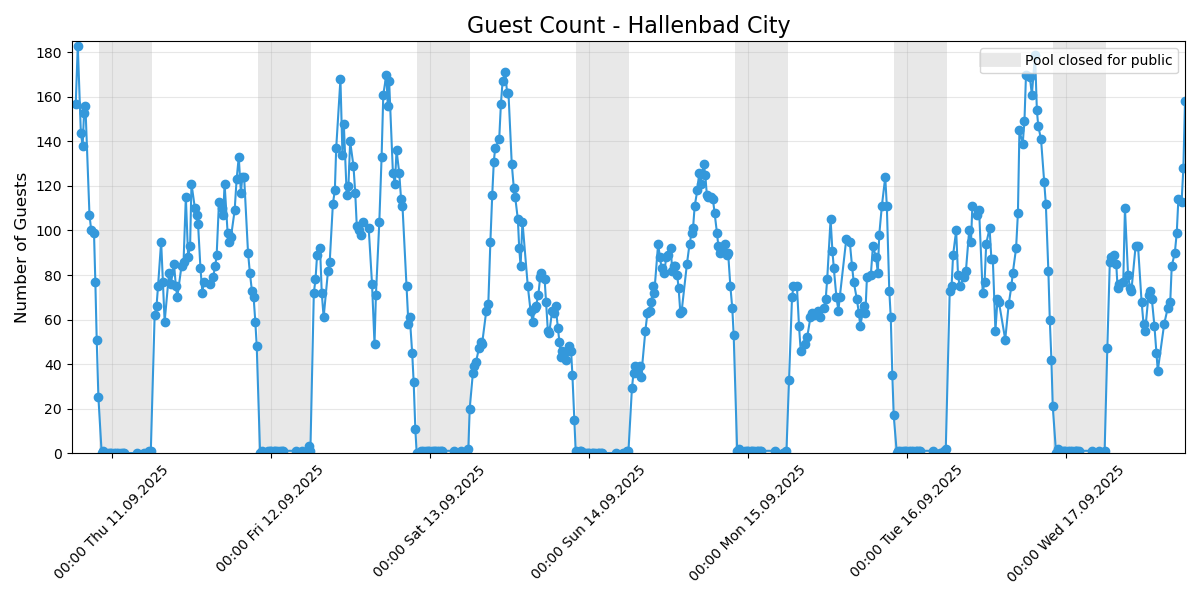 Guest Count - Hallenbad City
Pool closed for public
Number of Guests
180
160
140
120
100
80
60
40
20
0
00:00 Thu 11.09.2025
00:00 Fri 12.09.2025
00:00 Sat 13.09.2025
00:00 Sun 14.09.2025
00:00 Mon 15.09.2025
00:00 Tue 16.09.2025
00:00 Wed 17.09.2025